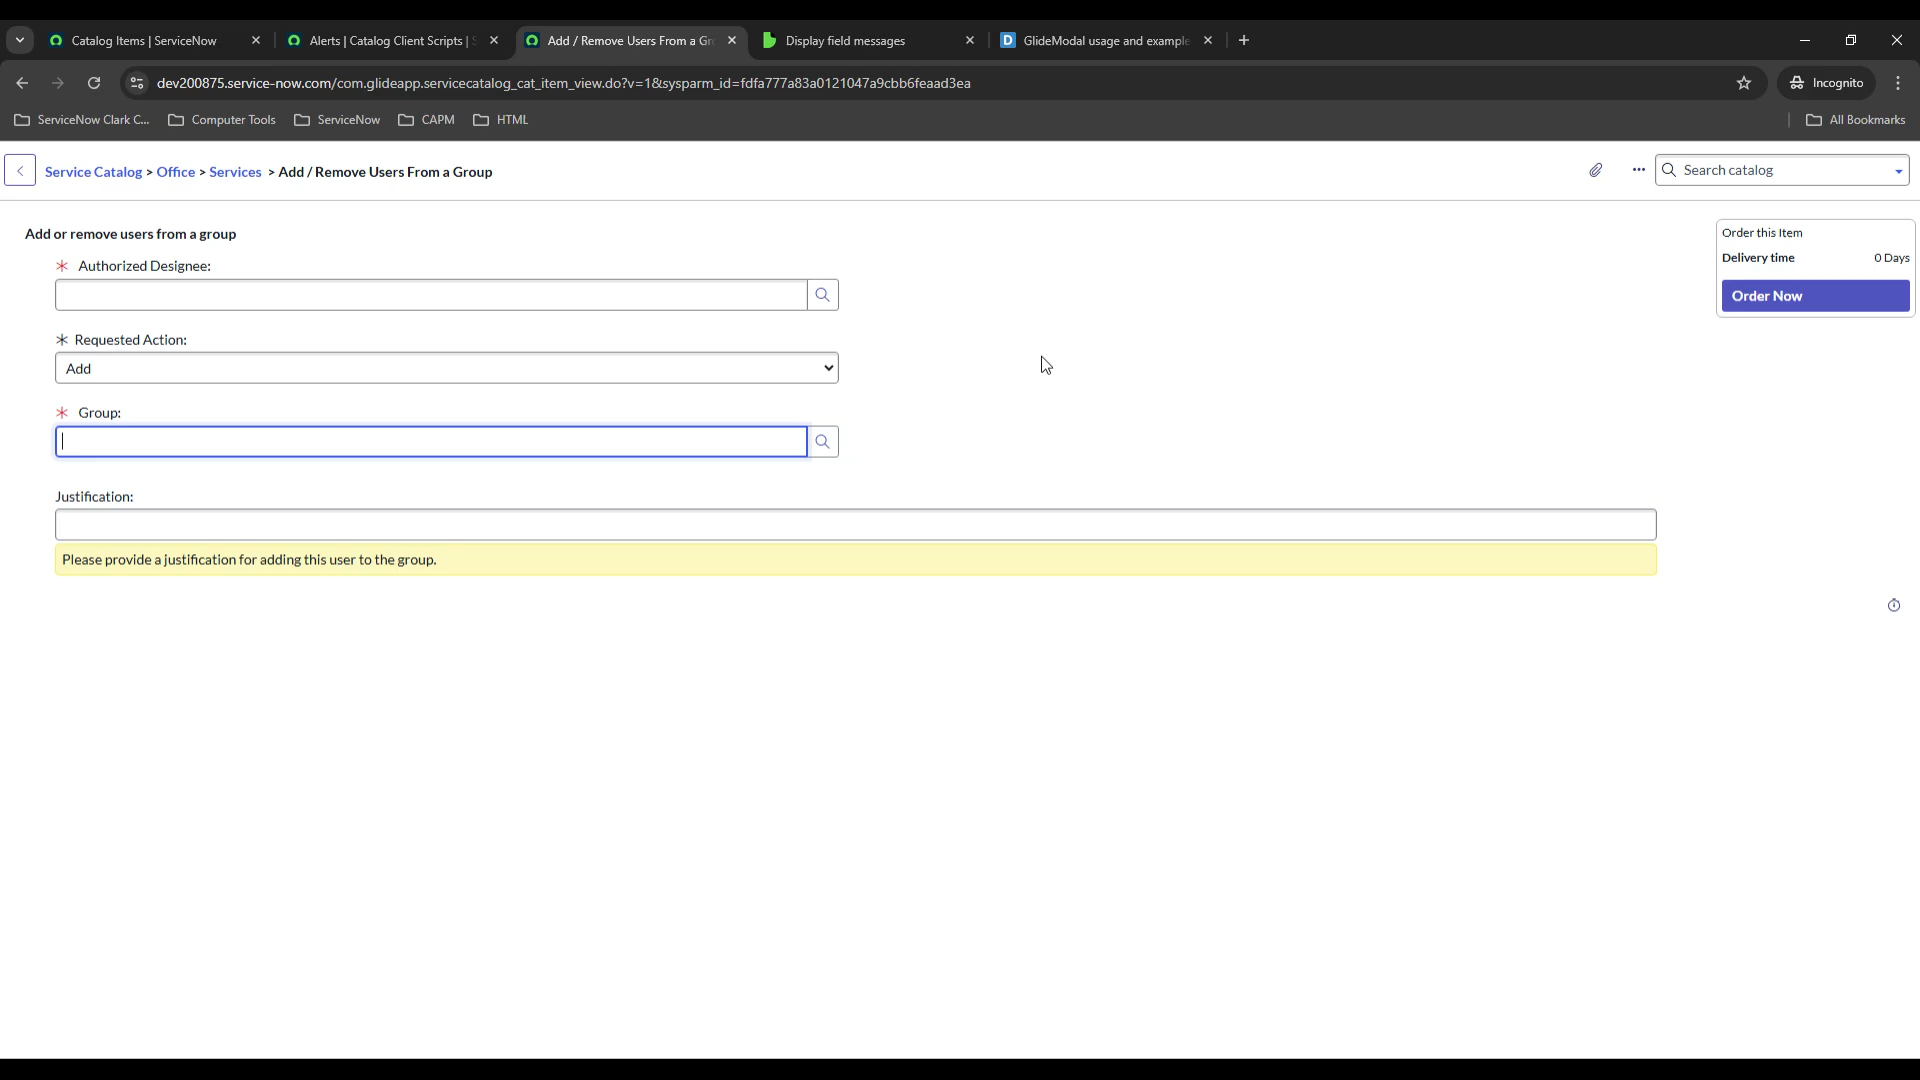 Catalog Items | ServiceNow
Alerts | Catalog Client Scripts |
Add / Remove Users From a Gr
Display field messages
GlideModal usage and example
dev200875.service-now.com/com.glideapp.servicecatalog_cat_item_view.do?v=1&sysparm_id=fdfa777a83a0121047a9cbb6feaad3ea
Incognito
ServiceNow Clark C...
Computer Tools
ServiceNow
CAPM
HTML
All Bookmarks
Service Catalog > Office > Services > Add / Remove Users From a Group
Search catalog
Add or remove users from a group
Order this Item
Delivery time 0 Days
Order Now
* Authorized Designee:
* Requested Action:
Add
* Group:
Justification:
Please provide a justification for adding this user to the group.